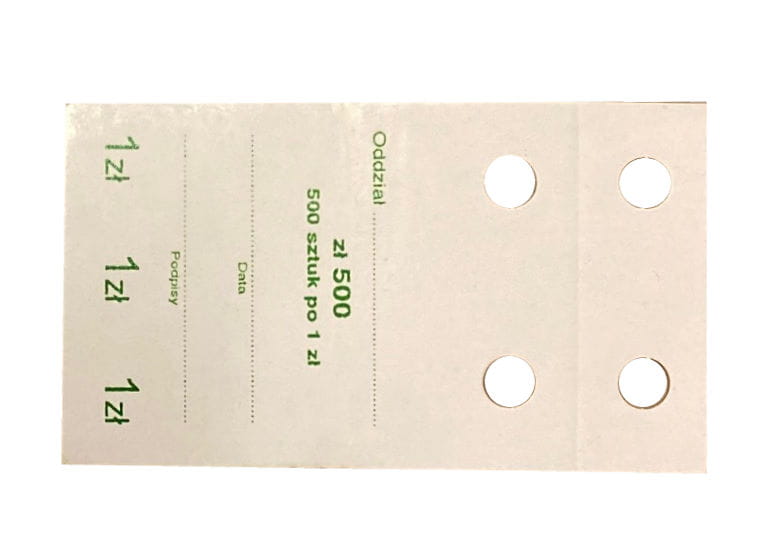 Oddział
zł 500
500 sztuk po 1 zł
Data
Podpisy
1 zł 1 zł 1 zł